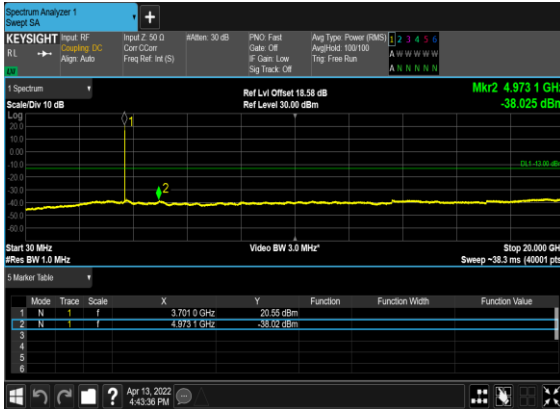 Spectrum Analyzer 1
Swept SA
+
KEYSIGHT Input: RF Input Z: 50 Ω #Atten: 30 dB PNO: Fast Avg Type: Power (RMS) 1 2 3 4 5 6
RL Coupling: DC Corr CCorr Gate: Off Avg|Hold: 100/100 A W W W W W
Align: Auto Freq Ref: Int (S) IF Gain: Low Trig: Free Run
Sig Track: Off A N N N N N
1 Spectrum
Ref Lvl Offset 18.58 dB Mkr2 4.973 1 GHz
Scale/Div 10 dB Ref Level 30.00 dBm -38.025 dBm
Log
20.0
10.0
0.00
-10.0
-20.0
-30.0
-40.0
-50.0
-60.0
1
2
DL1 -13.00 dBm
Start 30 MHz Video BW 3.0 MHz* Stop 20.000 GHz
#Res BW 1.0 MHz Sweep ~38.3 ms (40001 pts)
5 Marker Table
Mode Trace Scale X Y Function Function Width Function Value
1 N 1 f 3.701 0 GHz 20.55 dBm
2 N 1 f 4.973 1 GHz -38.02 dBm
3
4
5
6
? Apr 13, 2022
4:43:36 PM